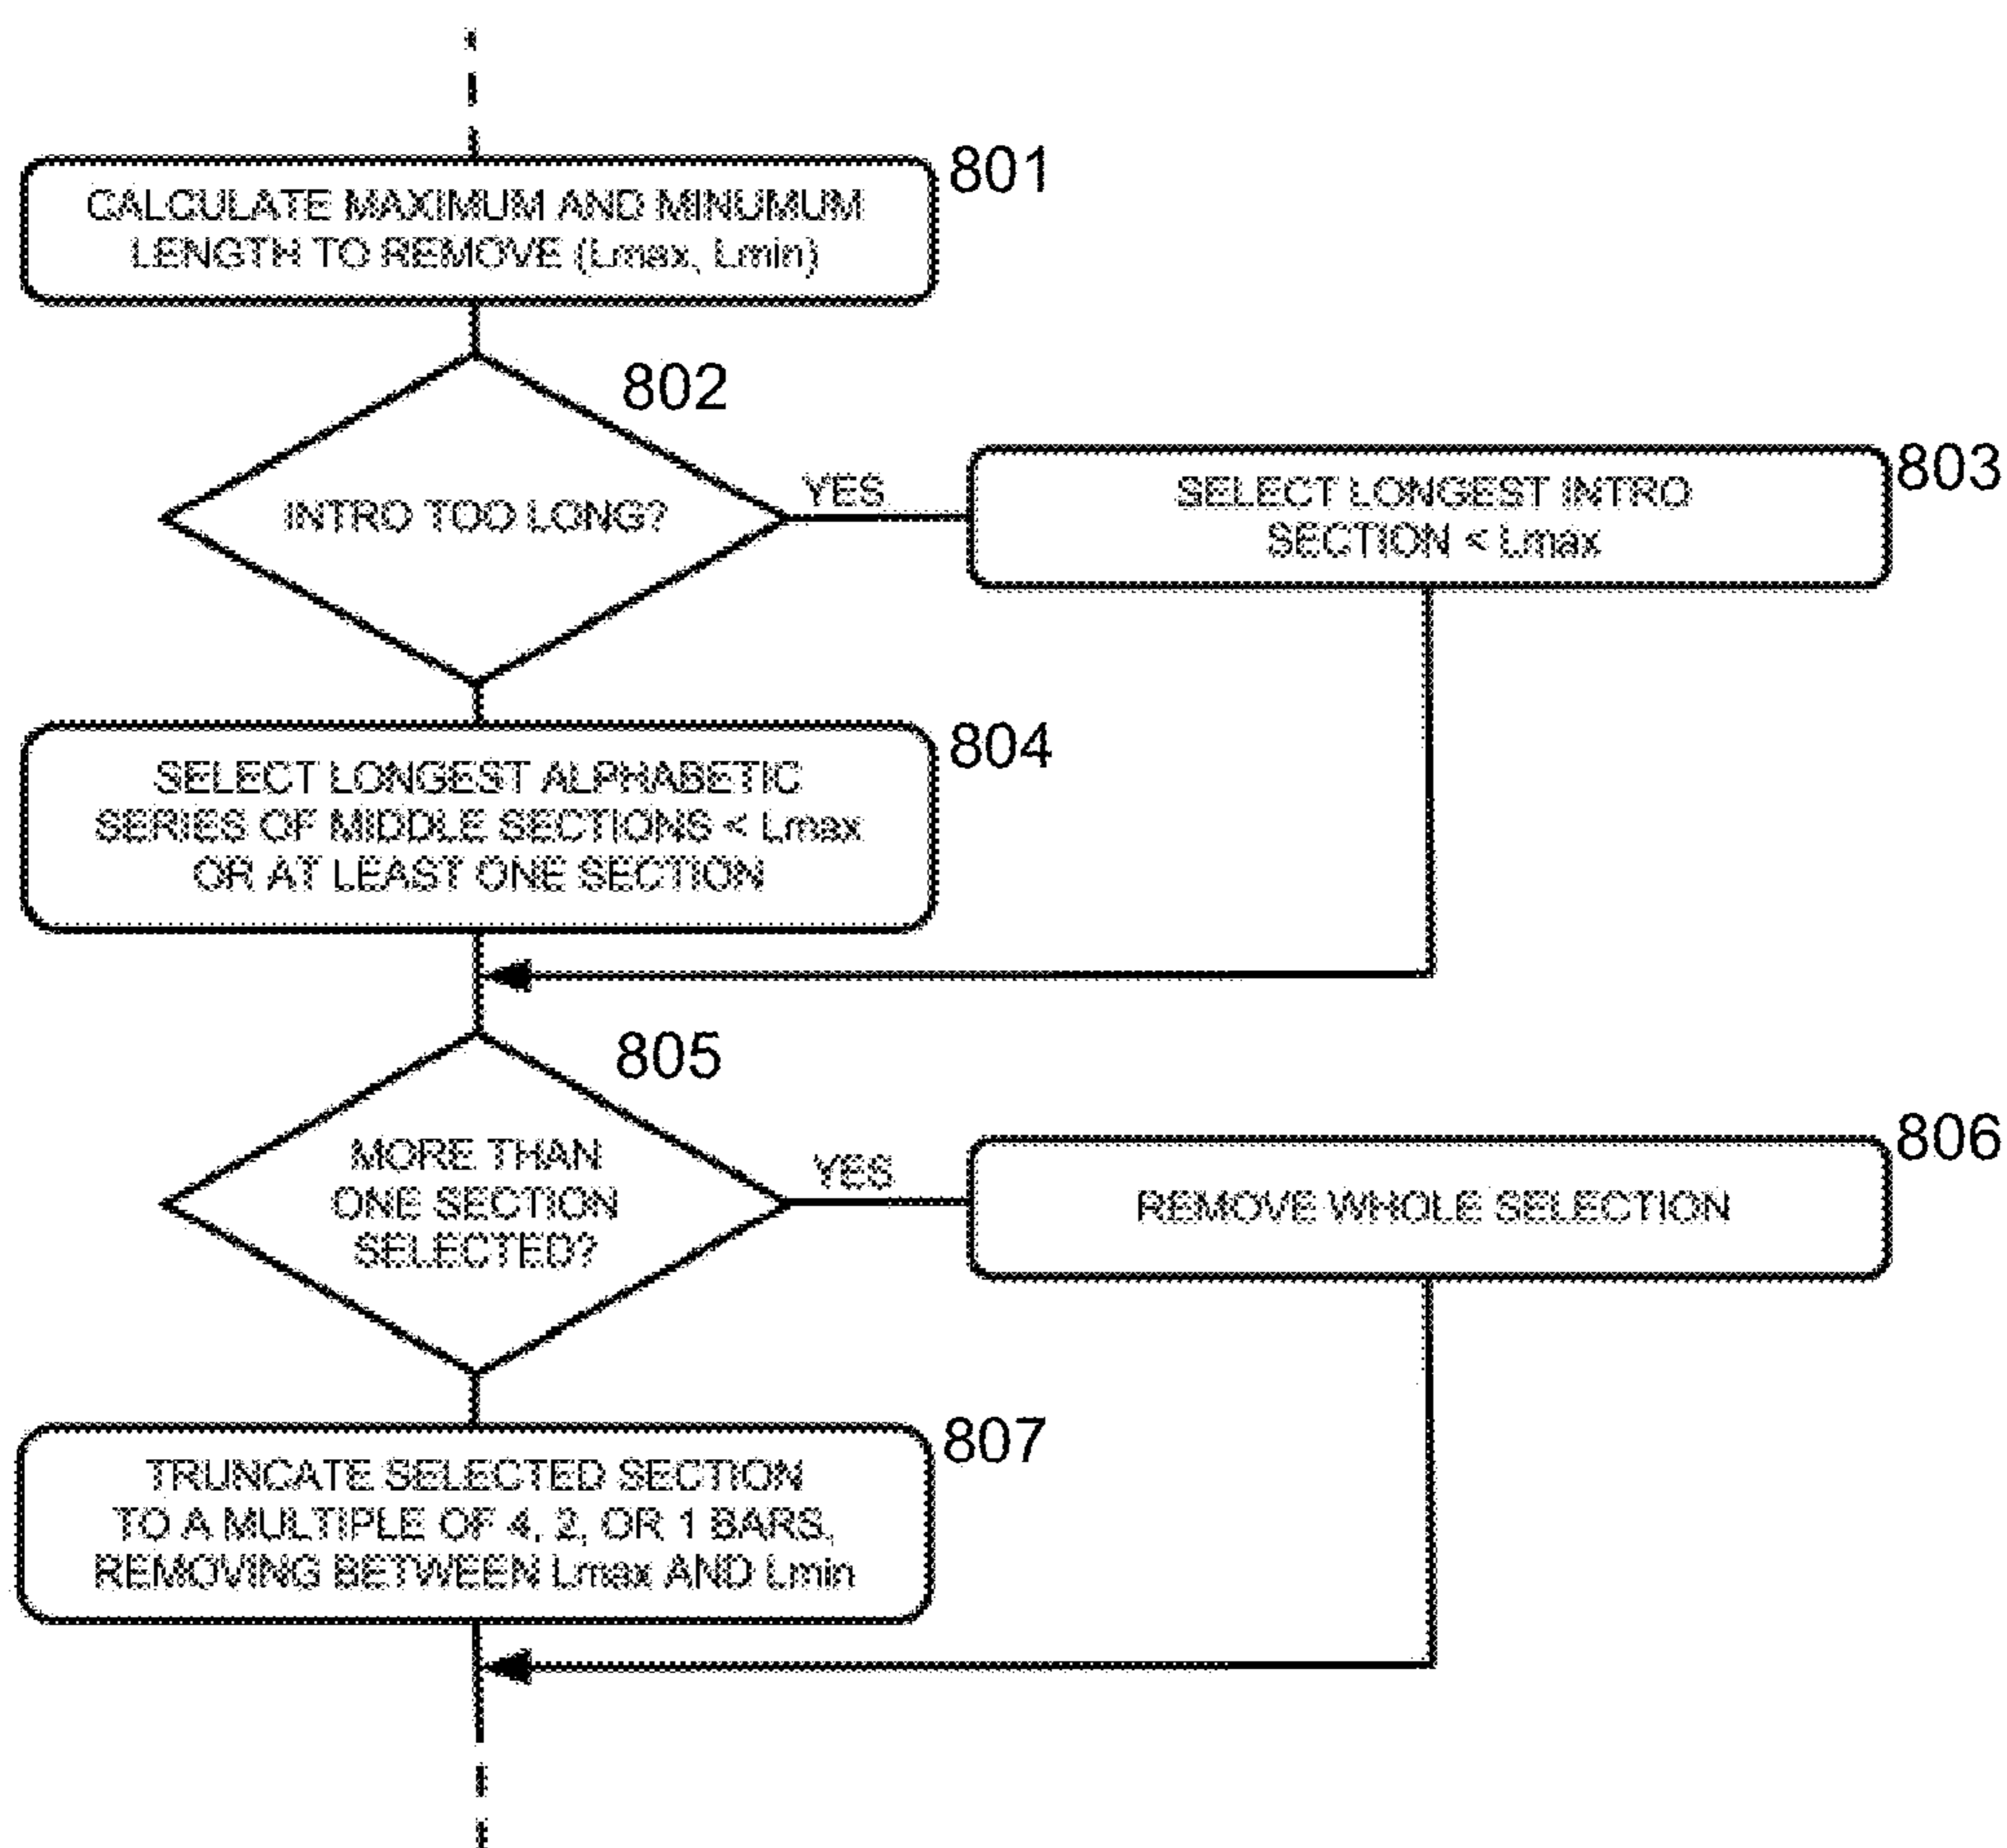 801
CALCULATE MAXIMUM AND MINUMUM
LENGTH TO REMOVE (Lmax, Lmin)
802
INTRO TOO LONG?
YES
803
SELECT LONGEST INTRO
SECTION < Lmax
804
SELECT LONGEST ALPHABETIC
SERIES OF MIDDLE SECTIONS < Lmax
OR AT LEAST ONE SECTION
805
MORE THAN
ONE SECTION
SELECTED?
YES
806
REMOVE WHOLE SELECTION
807
TRUNCATE SELECTED SECTION
TO A MULTIPLE OF 4, 2, OR 1 BARS,
REMOVING BETWEEN Lmax AND Lmin